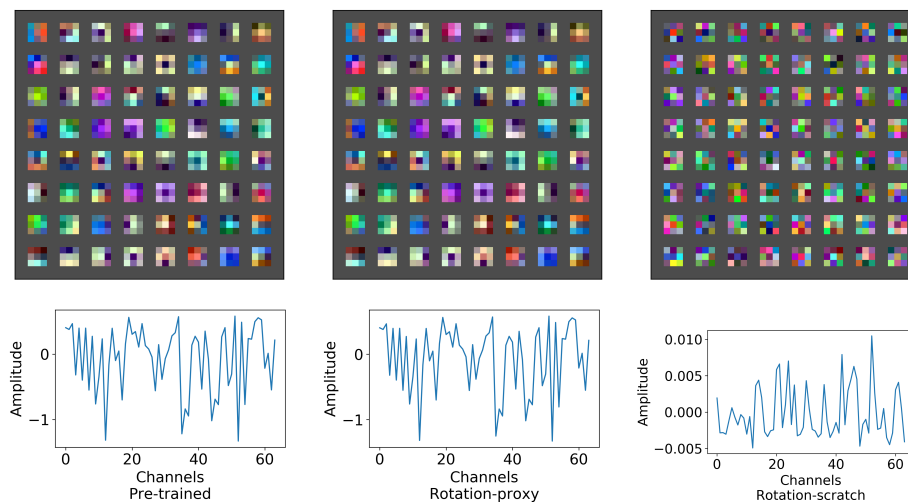 Amplitude
0
−1
0
20
40
60
Channels
Pre-trained
Amplitude
0
−1
0
20
40
60
Channels
Rotation-proxy
Amplitude
0.010
0.005
0.000
−0.005
0
20
40
60
Channels
Rotation-scratch